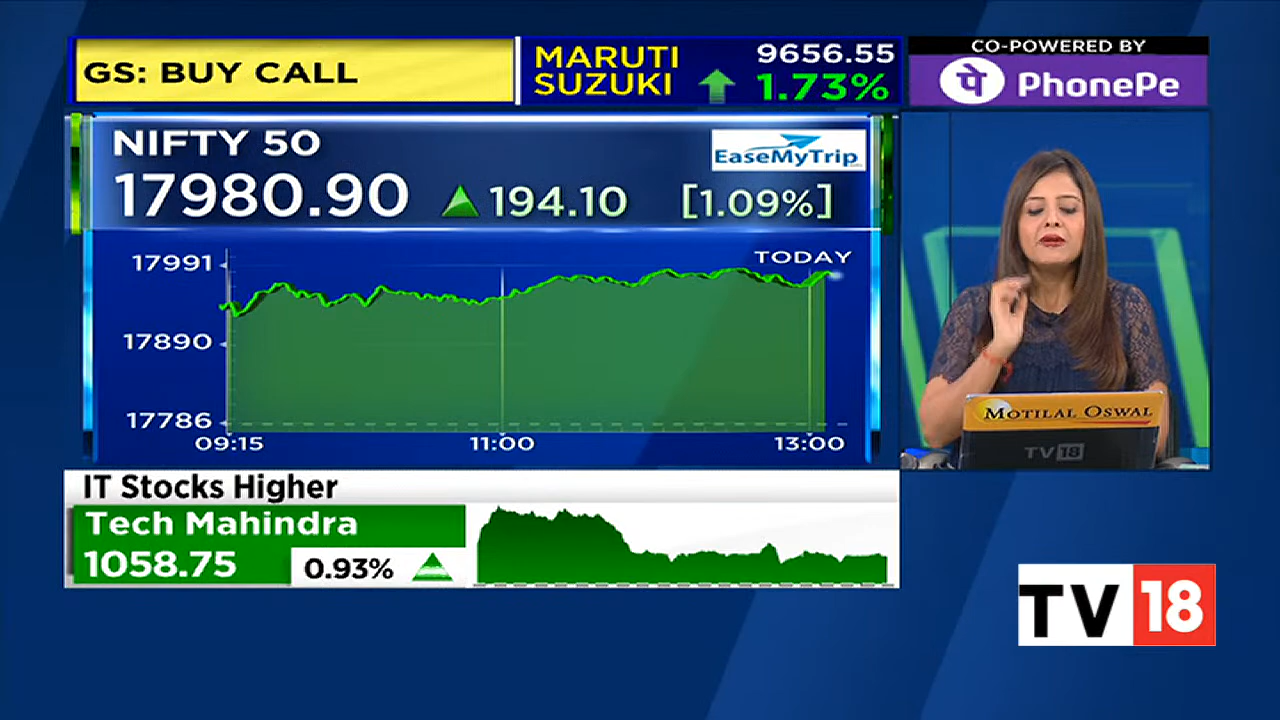 GS: BUY CALL
MARUTI
SUZUKI
9656.55
1.73%
CO-POWERED BY
पे PhonePe
NIFTY 50
EaseMyTrip
17980.90 194.10 [1.09%]
TODAY
17991
17890
17786
09:15 11:00 13:00
MOTILAL OSWAL
TV18
IT Stocks Higher
Tech Mahindra
1058.75 0.93%
TV 18